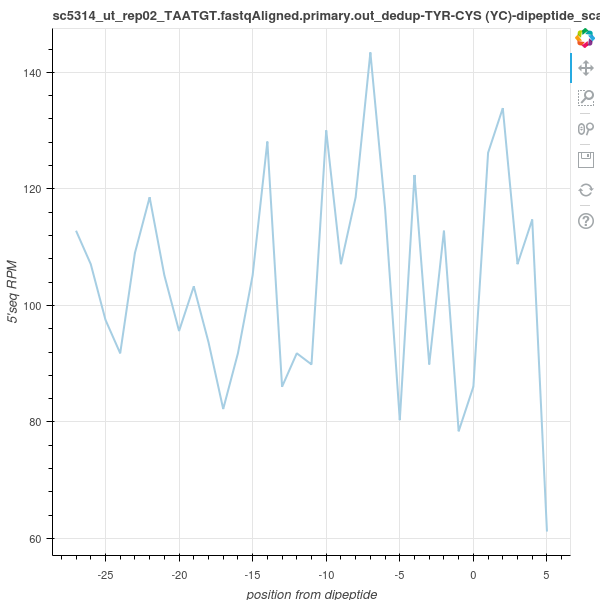 sc5314_ut_rep02_TAATGT.fastqAligned.primary.out_dedup-TYR-CYS (YC)-dipeptide_sca
140
120
100
80
60
5'seq RPM
-25 -20 -15 -10 -5 0 5
position from dipeptide